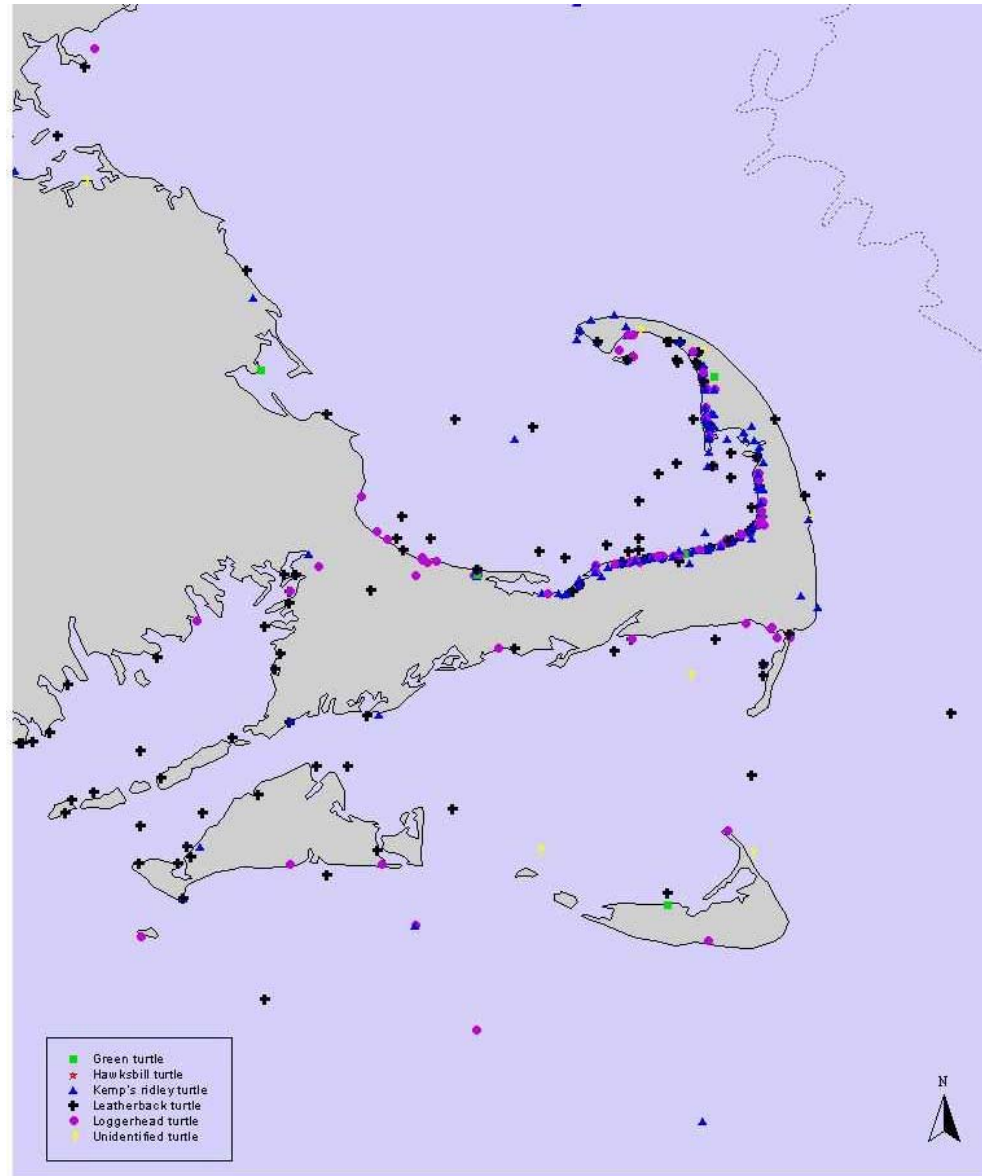 N
Green turtle
Hawksbill turtle
Kemp's ridley turtle
Leatherback turtle
Loggerhead turtle
Unidentified turtle